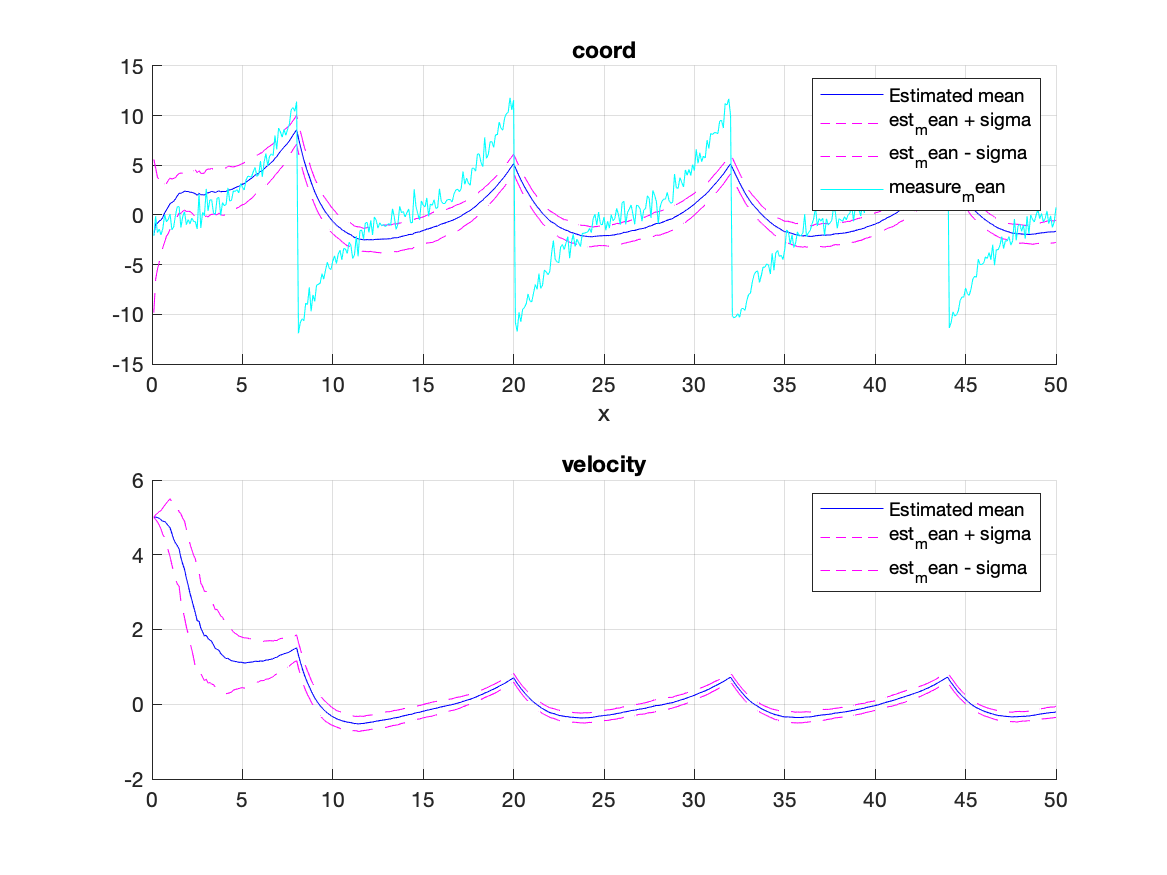 coord
15
10
5
0
-5
-10
-15
Estimated mean
est_mean + sigma
est_mean - sigma
measure_mean
0 5 10 15 20 25 30 35 40 45 50
x
velocity
6
4
2
0
-2
Estimated mean
est_mean + sigma
est_mean - sigma
0 5 10 15 20 25 30 35 40 45 50